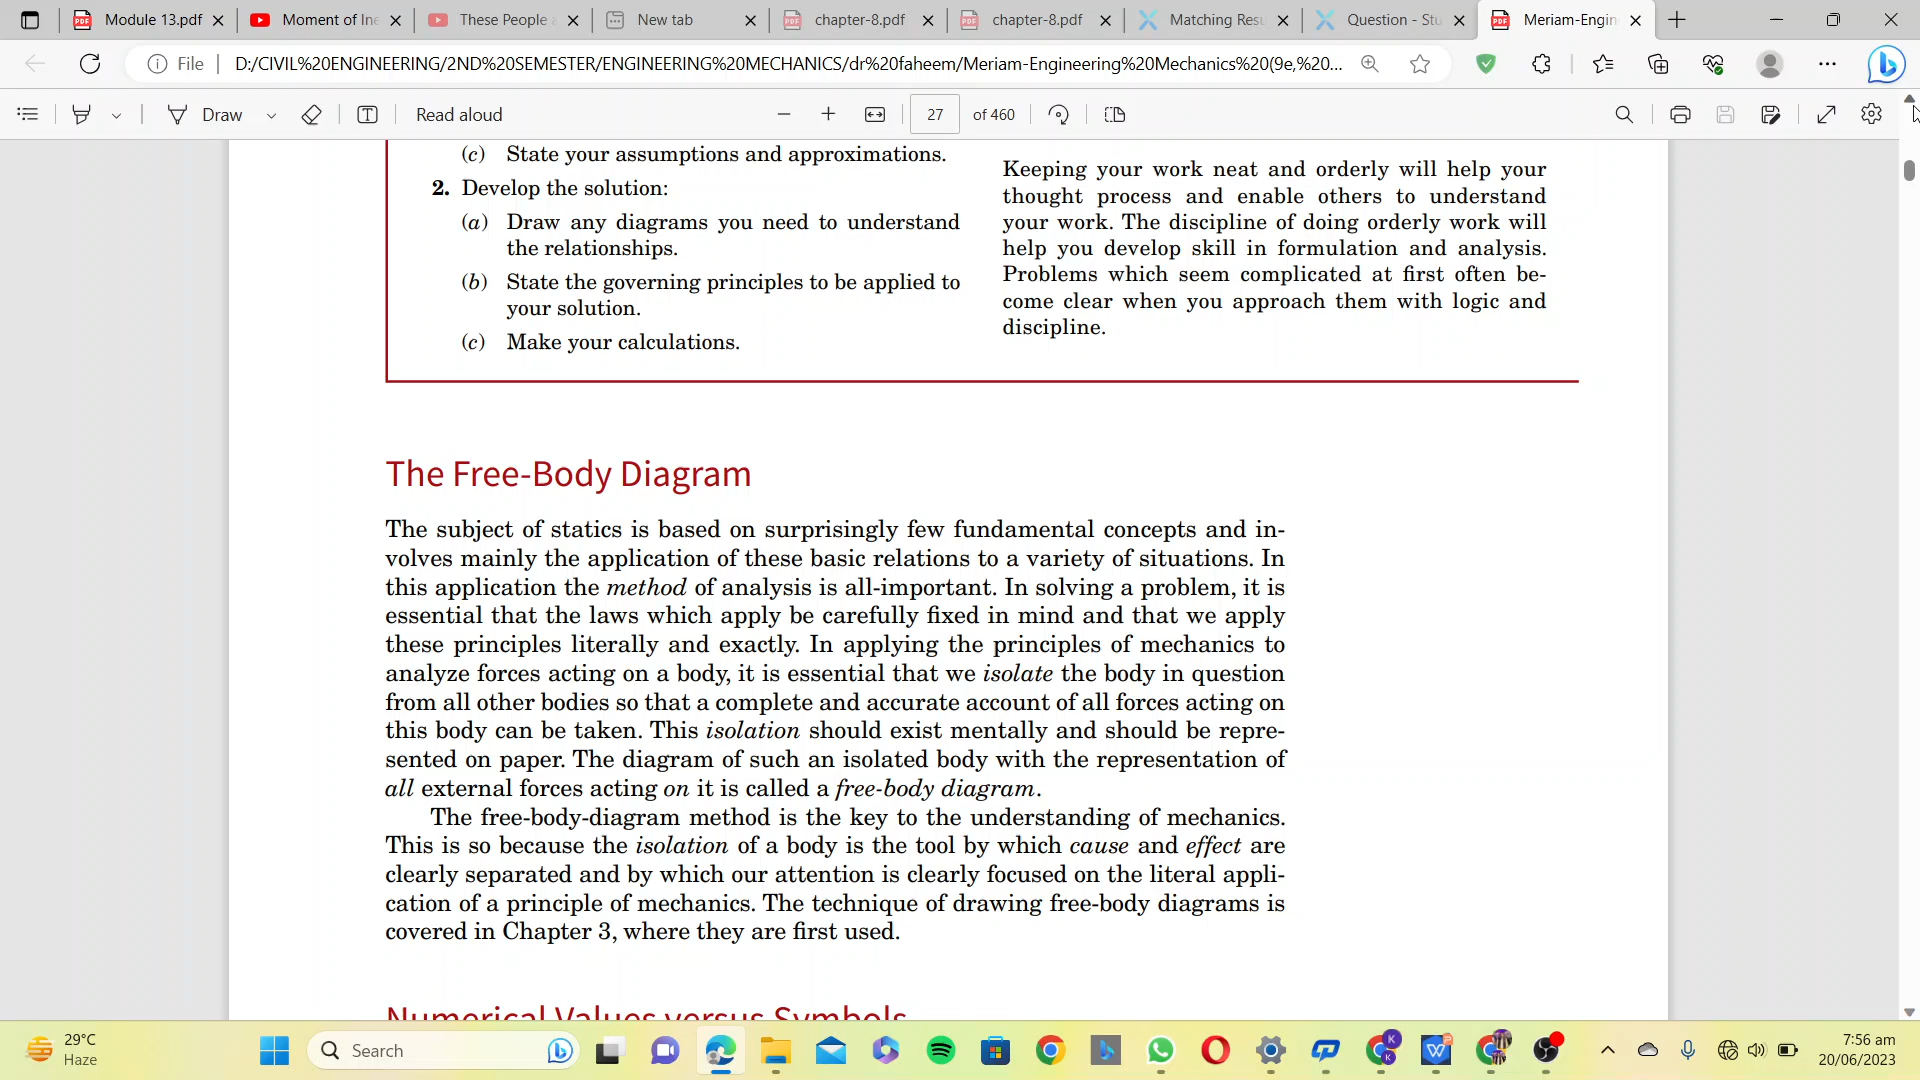 Module 13.pdf
Moment of Ine
These People a
New tab
chapter-8.pdf
chapter-8.pdf
Matching Resu
Question - Stu
Meriam-Engin
File
D:/CIVIL%20ENGINEERING/2ND%20SEMESTER/ENGINEERING%20MECHANICS/dr%20faheem/Meriam-Engineering%20Mechanics%20(9e,%20...
Draw
Read aloud
27
of 460
(c) State your assumptions and approximations.
2. Develop the solution:
(a) Draw any diagrams you need to understand
the relationships.
(b) State the governing principles to be applied to
your solution.
(c) Make your calculations.
Keeping your work neat and orderly will help your
thought process and enable others to understand
your work. The discipline of doing orderly work will
help you develop skill in formulation and analysis.
Problems which seem complicated at first often be-
come clear when you approach them with logic and
discipline.
The Free-Body Diagram
The subject of statics is based on surprisingly few fundamental concepts and in-
volves mainly the application of these basic relations to a variety of situations. In
this application the method of analysis is all-important. In solving a problem, it is
essential that the laws which apply be carefully fixed in mind and that we apply
these principles literally and exactly. In applying the principles of mechanics to
analyze forces acting on a body, it is essential that we isolate the body in question
from all other bodies so that a complete and accurate account of all forces acting on
this body can be taken. This isolation should exist mentally and should be repre-
sented on paper. The diagram of such an isolated body with the representation of
all external forces acting on it is called a free-body diagram.
The free-body-diagram method is the key to the understanding of mechanics.
This is so because the isolation of a body is the tool by which cause and effect are
clearly separated and by which our attention is clearly focused on the literal appli-
cation of a principle of mechanics. The technique of drawing free-body diagrams is
covered in Chapter 3, where they are first used.
Numerical Values versus Symbols
29°C
Haze
Search
7:56 am
20/06/2023